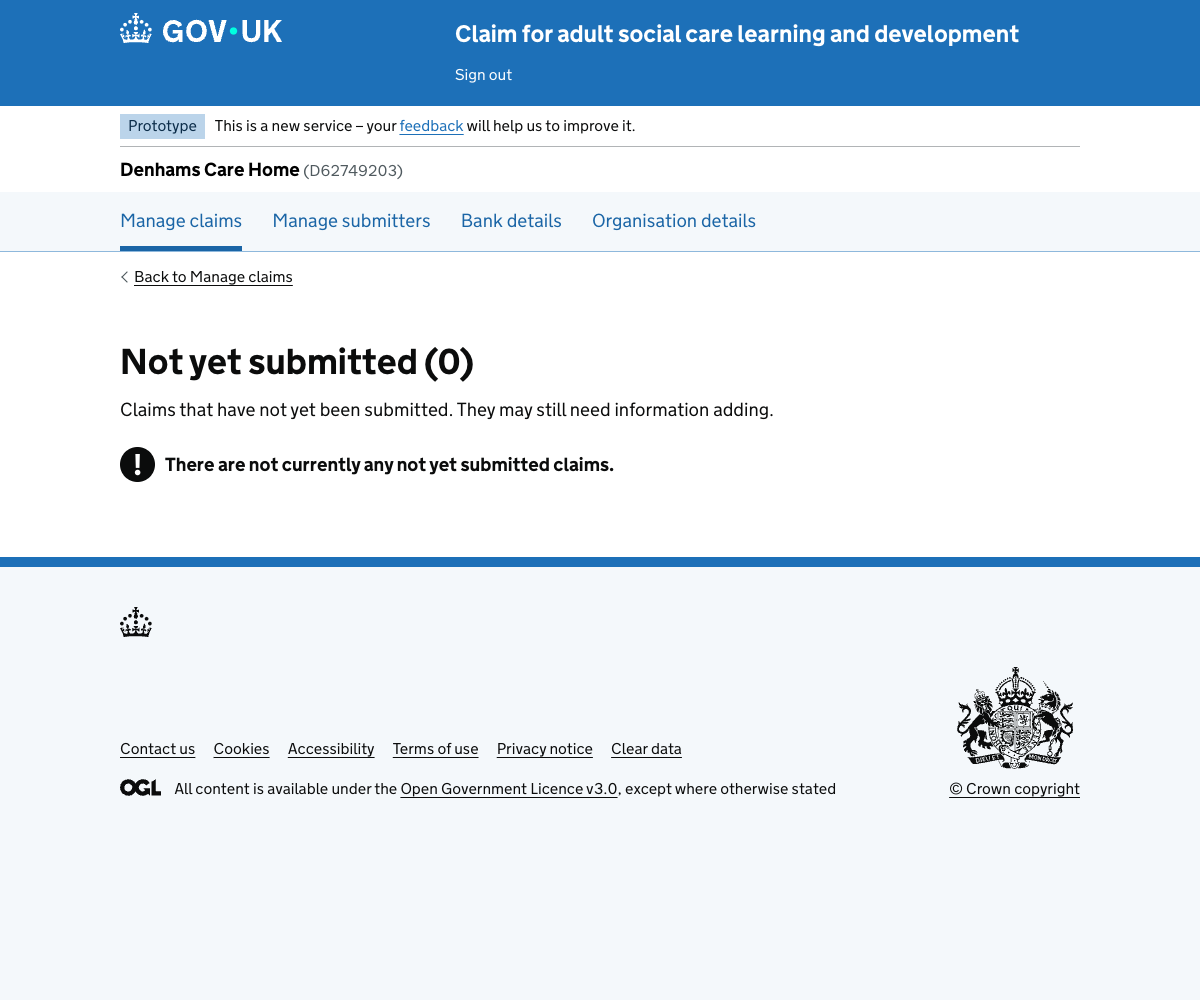 GOV·UK
Claim for adult social care learning and development
Sign out
Prototype This is a new service – your feedback will help us to improve it.
Denhams Care Home (D62749203)
Manage claims Manage submitters Bank details Organisation details
Back to Manage claims
Not yet submitted (0)
Claims that have not yet been submitted. They may still need information adding.
! There are not currently any not yet submitted claims.
Contact us Cookies Accessibility Terms of use Privacy notice Clear data
OGL All content is available under the Open Government Licence v3.0, except where otherwise stated
© Crown copyright